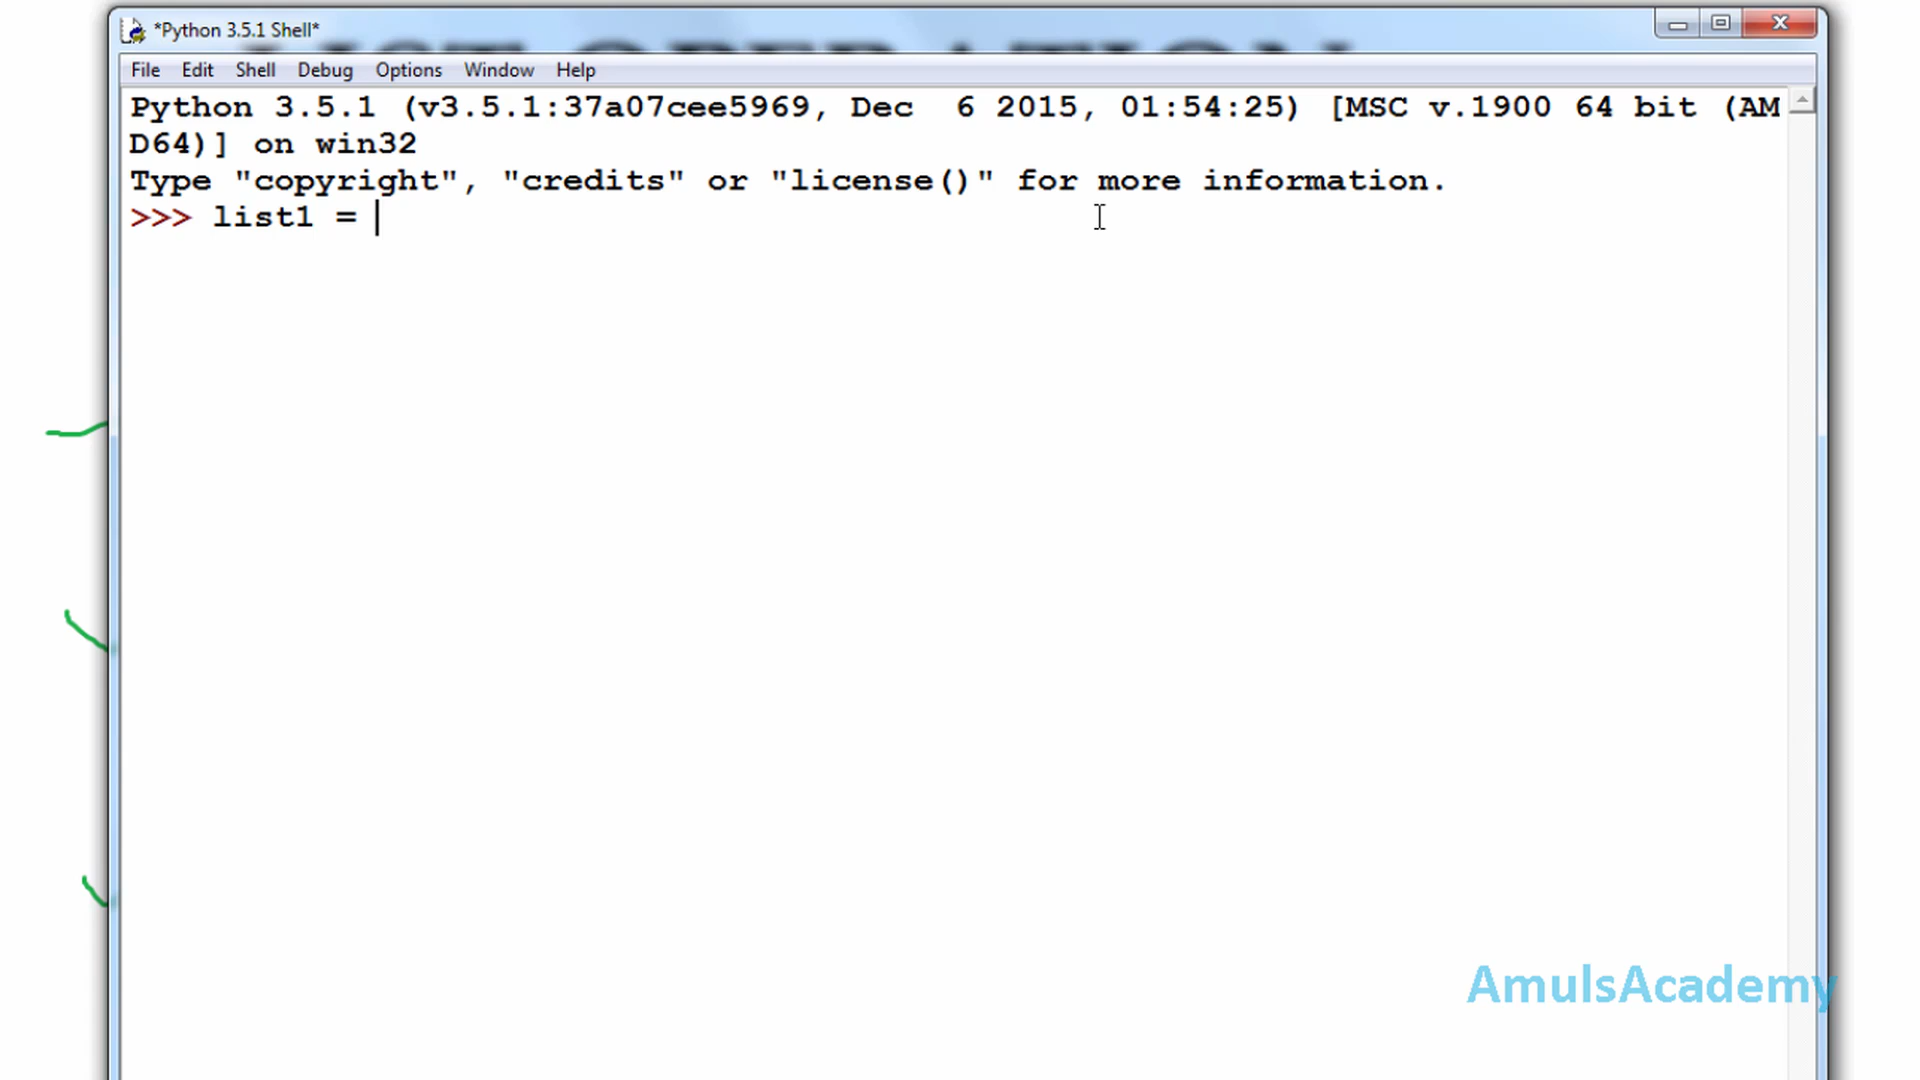 *Python 3.5.1 Shell*
File Edit Shell Debug Options Window Help
Python 3.5.1 (v3.5.1:37a07cee5969, Dec  6 2015, 01:54:25) [MSC v.1900 64 bit (AM
D64)] on win32
Type "copyright", "credits" or "license()" for more information.
>>> list1 =
AmulsAcademy